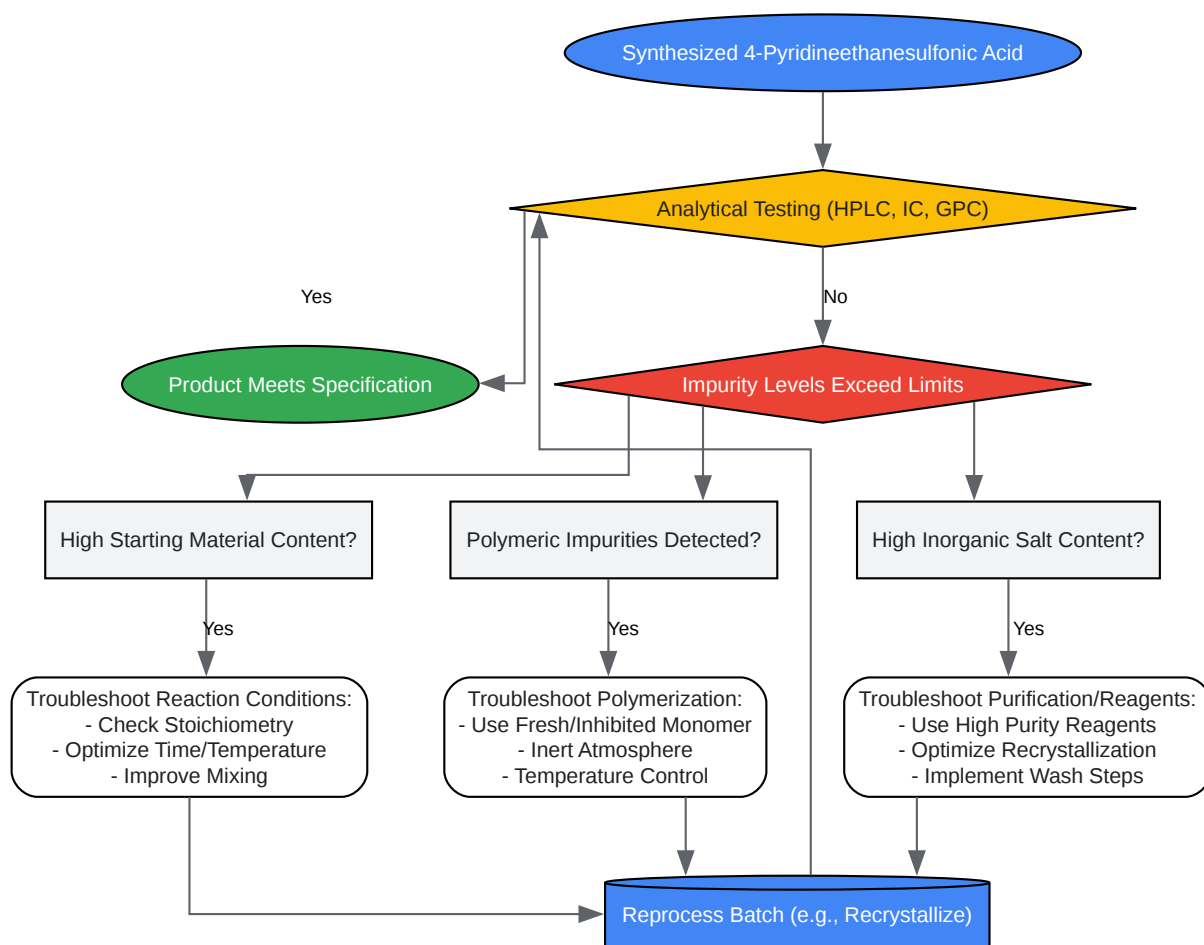 Synthesized 4-Pyridineethanesulfonic Acid
Analytical Testing (HPLC, IC, GPC)
Yes
No
Product Meets Specification
Impurity Levels Exceed Limits
High Starting Material Content?
Polymeric Impurities Detected?
High Inorganic Salt Content?
Yes
Yes
Yes
Troubleshoot Reaction Conditions:
- Check Stoichiometry
- Optimize Time/Temperature
- Improve Mixing
Troubleshoot Polymerization:
- Use Fresh/Inhibited Monomer
- Inert Atmosphere
- Temperature Control
Troubleshoot Purification/Reagents:
- Use High Purity Reagents
- Optimize Recrystallization
- Implement Wash Steps
Reprocess Batch (e.g., Recrystallize)